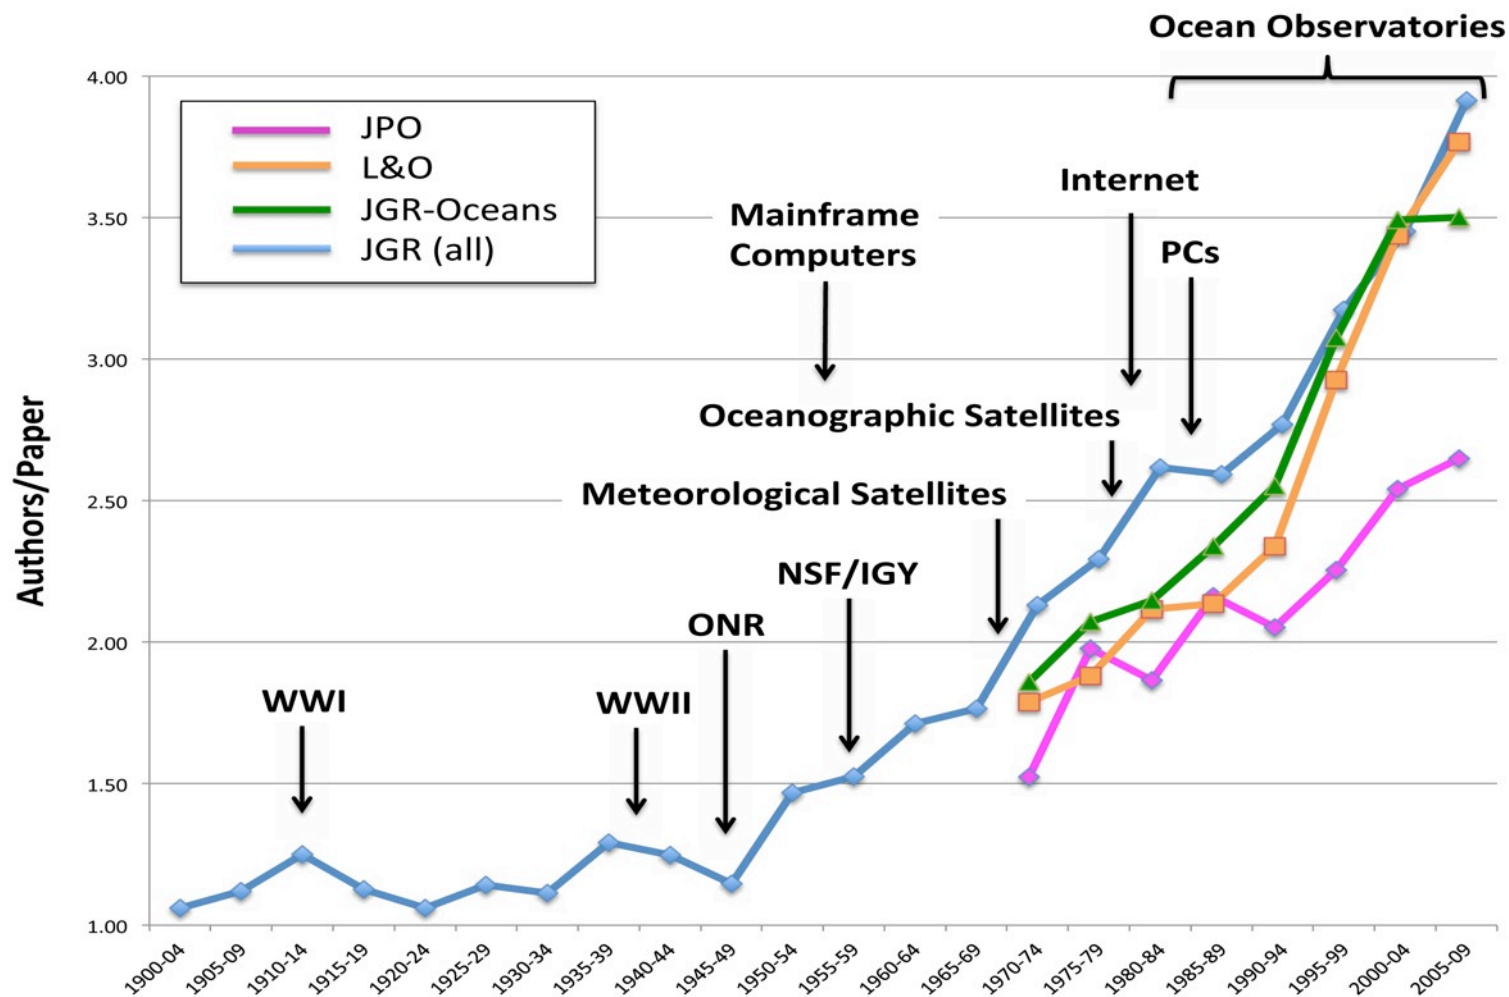 Ocean Observatories
4.00
JPO
L&O
JGR-Oceans
JGR (all)
Internet
3.50
Mainframe
Computers
PCs
3.00
Oceanographic Satellites
2.50
Meteorological Satellites
NSF/IGY
ONR
2.00
WWI
WWII
1.50
1.00
Authors/Paper
1900-04
1905-09
1910-14
1915-19
1920-24
1925-29
1930-34
1935-39
1940-44
1945-49
1950-54
1955-59
1960-64
1965-69
1970-74
1975-79
1980-84
1985-89
1990-94
1995-99
2000-04
2005-09